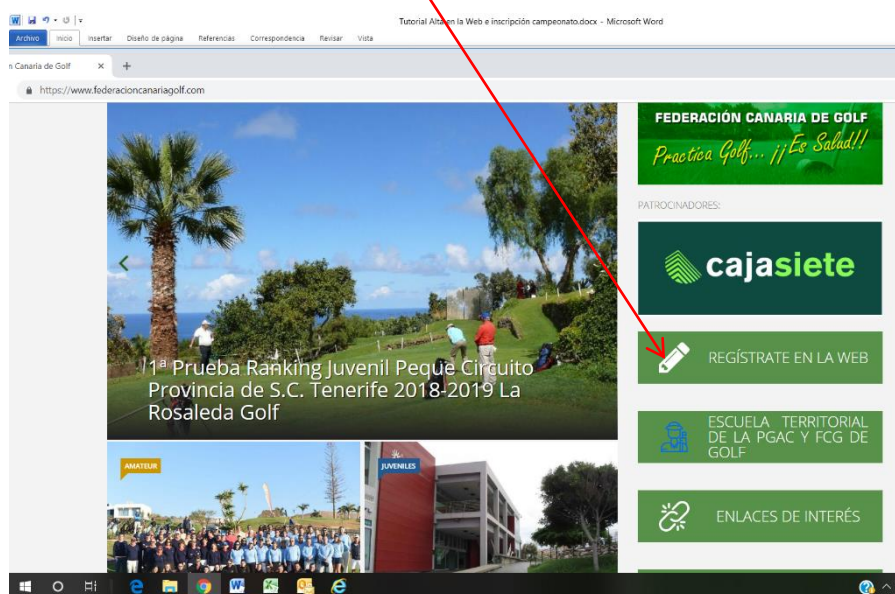 Tutorial Alta en la Web e inscripción campeonato.docx - Microsoft Word
Archivo Inicio Insertar Diseño de página Referencias Correspondencia Revisar Vista
n Canaria de Golf
https://www.federacioncanariagolf.com
FEDERACIÓN CANARIA DE GOLF
Practica Golf... ¡¡Es Salud!!
PATROCINADORES:
cajasiete
REGÍSTRATE EN LA WEB
1ª Prueba Ranking Juvenil Peque Circuito
Provincia de S.C. Tenerife 2018-2019 La
Rosaleda Golf
ESCUELA TERRITORIAL
DE LA PGAC Y FCG DE
GOLF
AMATEUR
JUVENILES
ENLACES DE INTERÉS